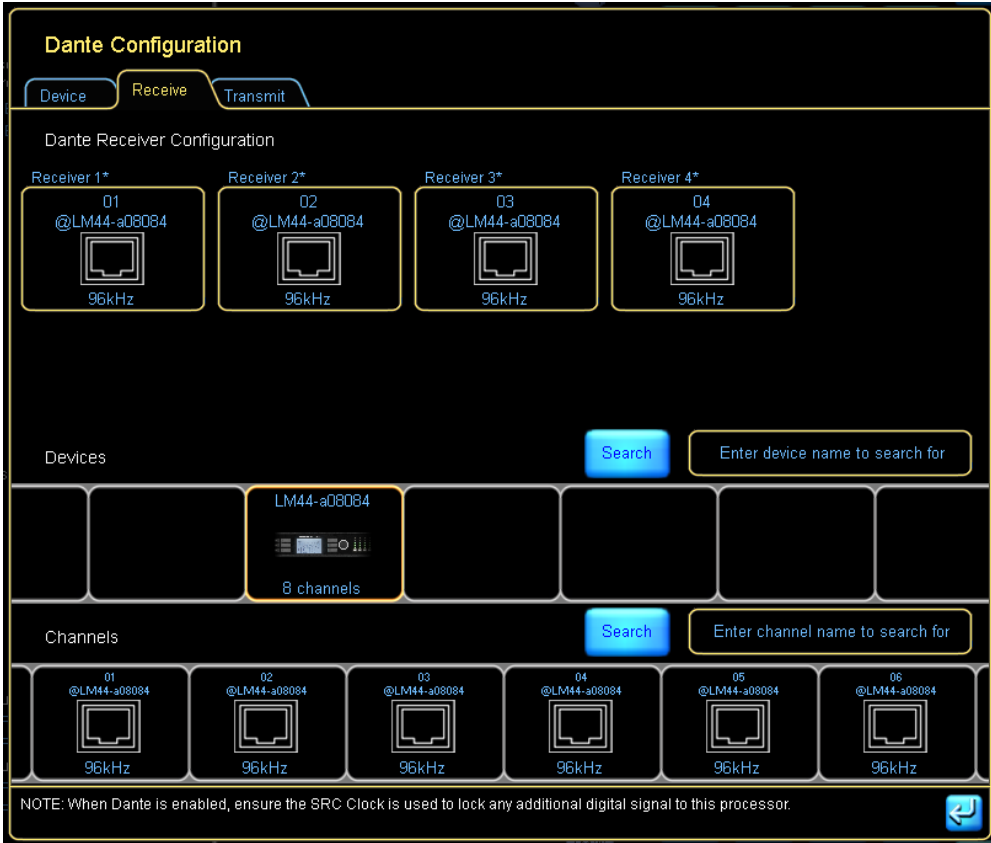 Dante Configuration
Device Receive Transmit
Dante Receiver Configuration
Receiver 1* Receiver 2* Receiver 3* Receiver 4*
01 02 03 04
@LM44-a08084 @LM44-a08084 @LM44-a08084 @LM44-a08084
96kHz 96kHz 96kHz 96kHz
Devices Search Enter device name to search for
LM44-a08084
8 channels
Channels Search Enter channel name to search for
01 02 03 04 05 06
@LM44-a08084 @LM44-a08084 @LM44-a08084 @LM44-a08084 @LM44-a08084 @LM44-a08084
96kHz 96kHz 96kHz 96kHz 96kHz 96kHz
NOTE: When Dante is enabled, ensure the SRC Clock is used to lock any additional digital signal to this processor.